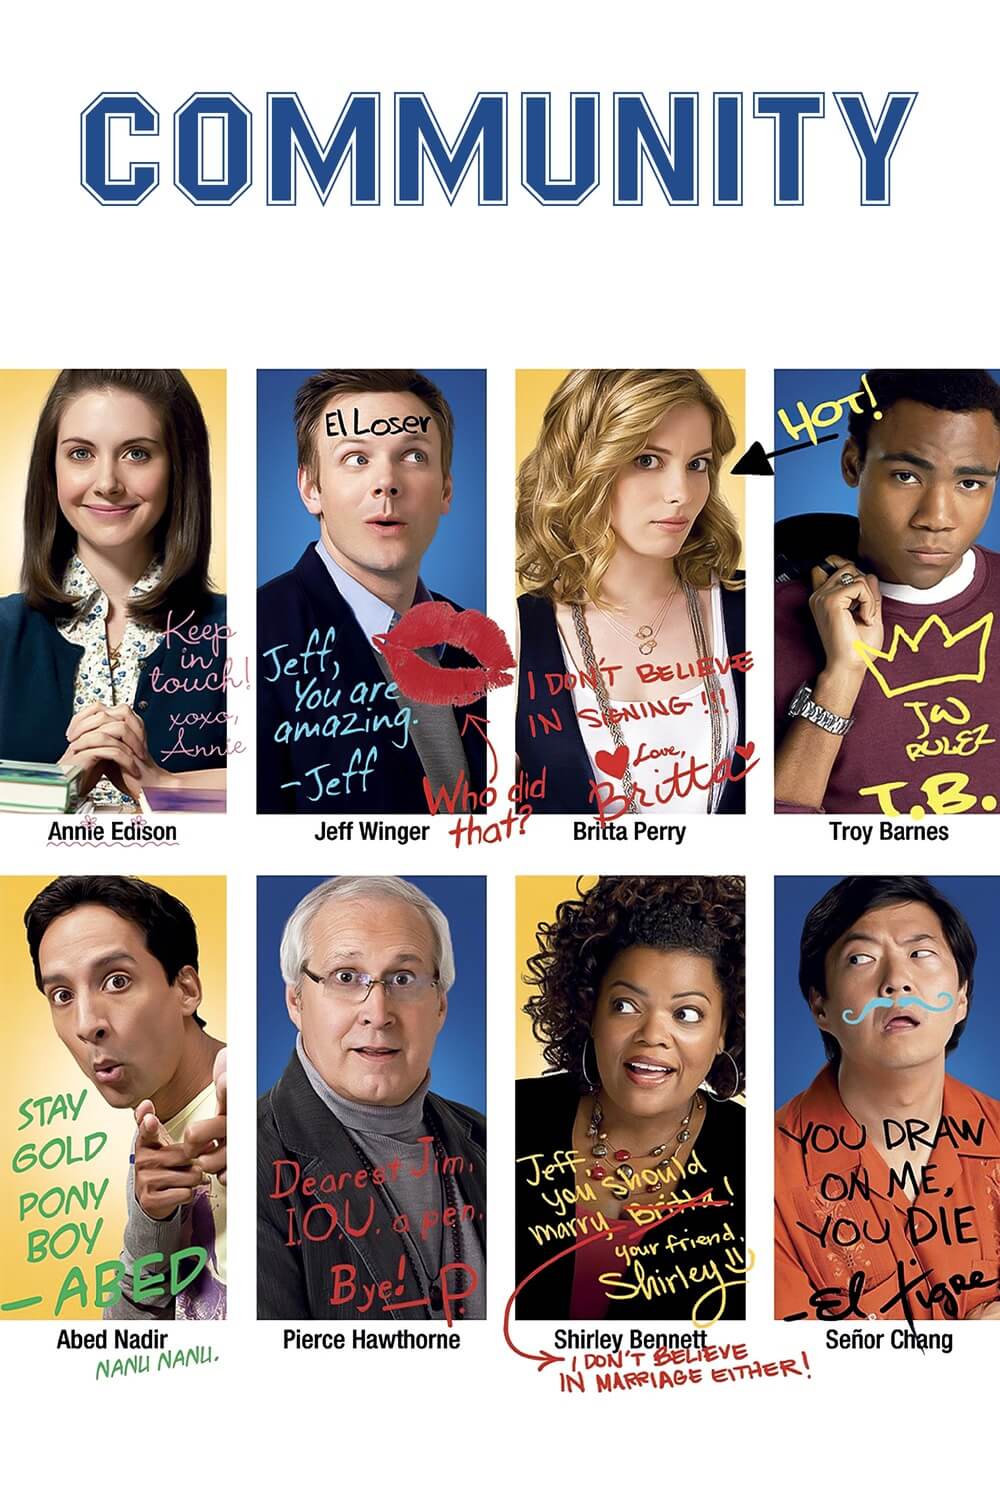 COMMUNITY
Keep
in
touch!
xoxo,
Annie
Annie Edison
El Loser
Jeff,
You are
amazing.
-Jeff
Who did
that?
Jeff Winger
I DON'T BELIEVE
IN SIGNING!!!
Love,
Britta
Britta Perry
HOT!
JW
RULEZ
T.B.
Troy Barnes
STAY
GOLD
PONY
BOY
-ABED
Abed Nadir
NANU NANU.
Dearest Jim,
I.O.U. a pen.
Bye! -P.
Pierce Hawthorne
Jeff,
you should
marry Britta!
your friend,
Shirley
Shirley Bennett
I DON'T BELIEVE
IN MARRIAGE EITHER!
YOU DRAW
ON ME,
YOU DIE
-El tigre
Señor Chang